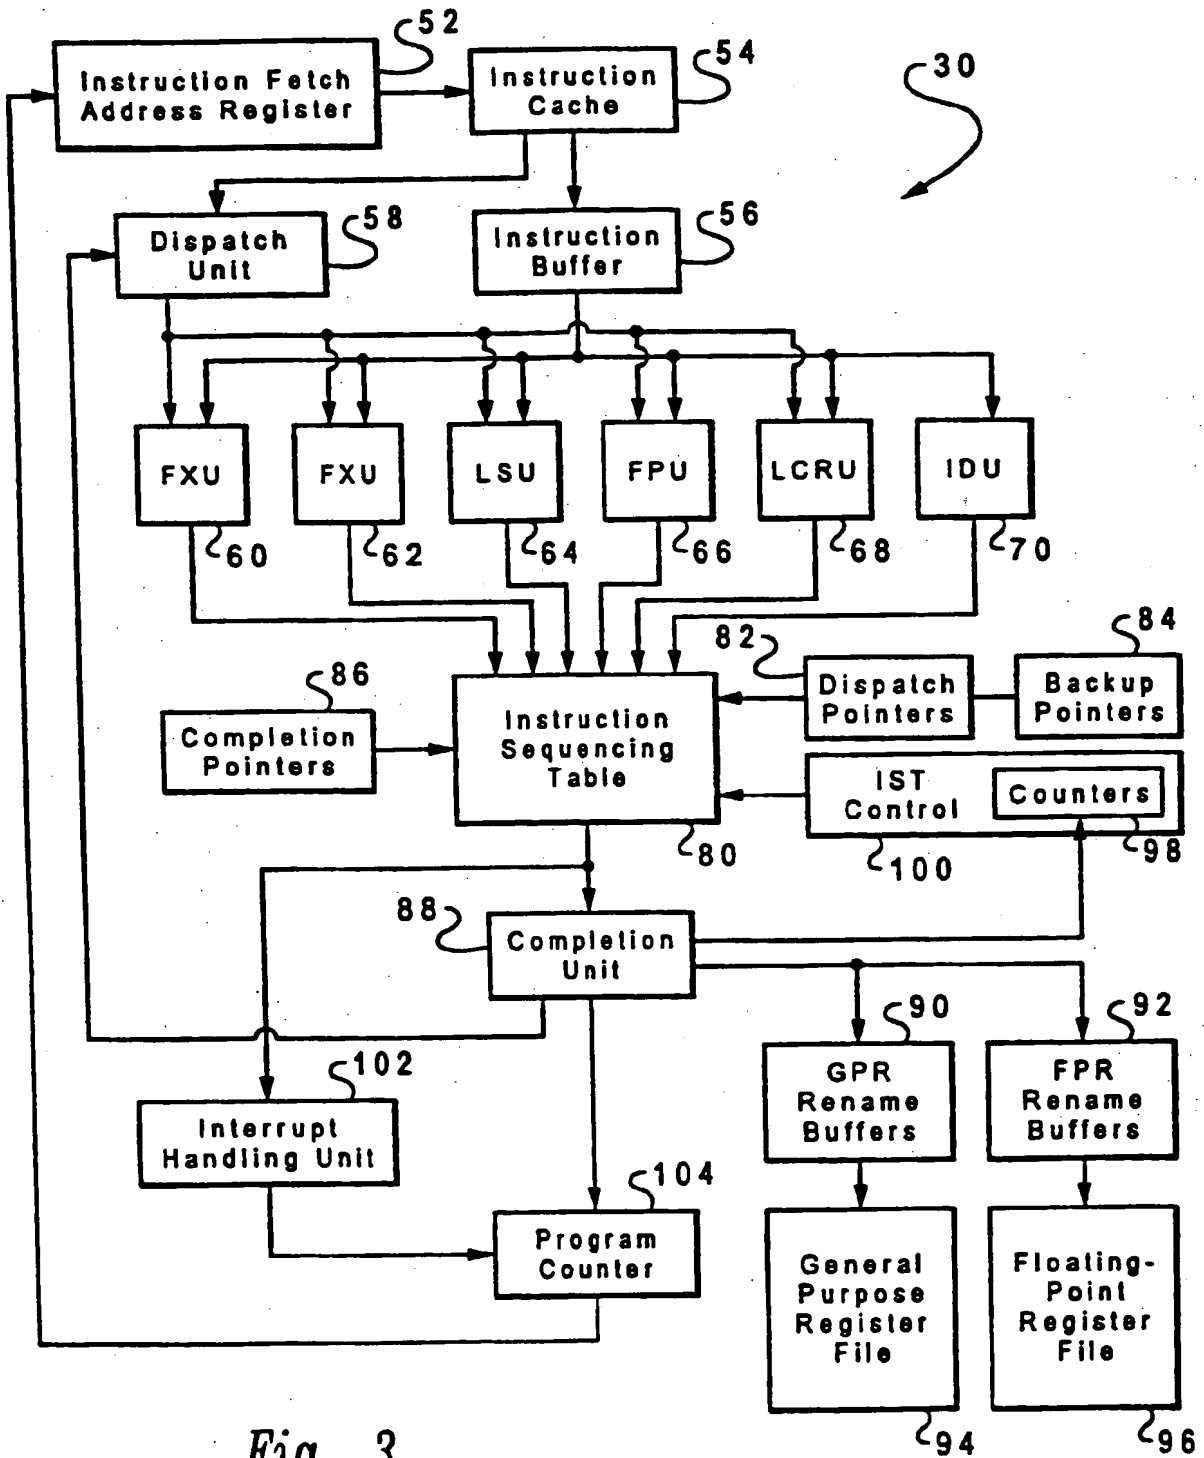 52
54
30
Instruction Fetch
Address Register
Instruction
Cache
58
56
Dispatch
Unit
Instruction
Buffer
FXU
FXU
LSU
FPU
LCRU
IDU
60
62
64
66
68
70
82
84
86
Dispatch
Pointers
Backup
Pointers
Completion
Pointers
Instruction
Sequencing
Table
IST
Control
Counters
80
100
98
88
Completion
Unit
90
92
102
GPR
Rename
Buffers
FPR
Rename
Buffers
Interrupt
Handling Unit
104
Program
Counter
General
Purpose
Register
File
Floating-
Point
Register
File
94
96
Fig. 3